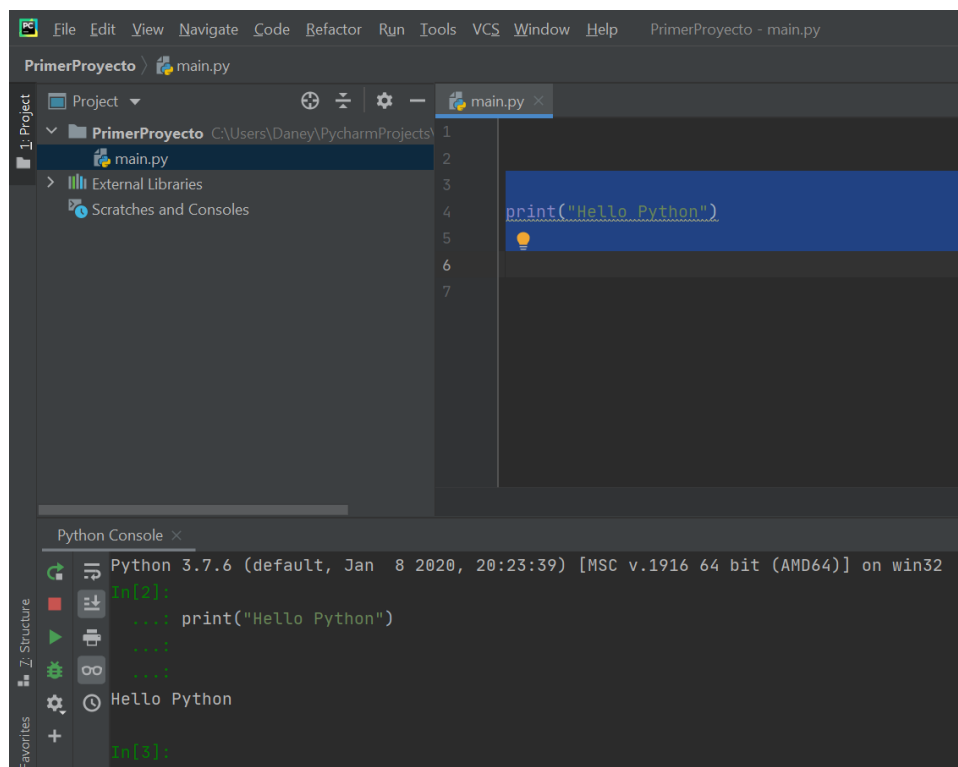 PC File Edit View Navigate Code Refactor Run Tools VCS Window Help PrimerProyecto - main.py
PrimerProyecto 〉 main.py
1: Project
Project
main.py ×
PrimerProyecto C:\Users\Daney\PycharmProjects\
main.py
External Libraries
Scratches and Consoles
1
2
3
4 print("Hello Python")
5
6
7
Python Console ×
Python 3.7.6 (default, Jan  8 2020, 20:23:39) [MSC v.1916 64 bit (AMD64)] on win32
In[2]:
...: print("Hello Python")
...:
...:
Hello Python
In[3]:
Z: Structure
Favorites